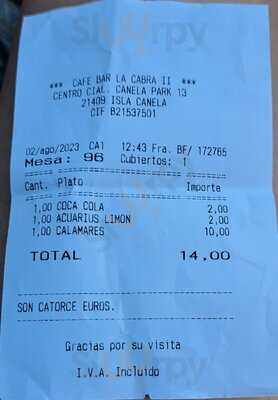 *** CAFE BAR LA CABRA II ***
CENTRO CIAL. CANELA PARK 13
21409 ISLA CANELA
CIF B21537501
02/ago/2023 CA1 12:43 Fra. BF/ 172765
Mesa: 96 Cubiertos: 1
Cant. Plato Importe
1,00 COCA COLA 2,00
1,00 ACUARIUS LIMON 2,00
1,00 CALAMARES 10,00
TOTAL 14,00
SON CATORCE EUROS.
Gracias por su visita
I.V.A. Incluido